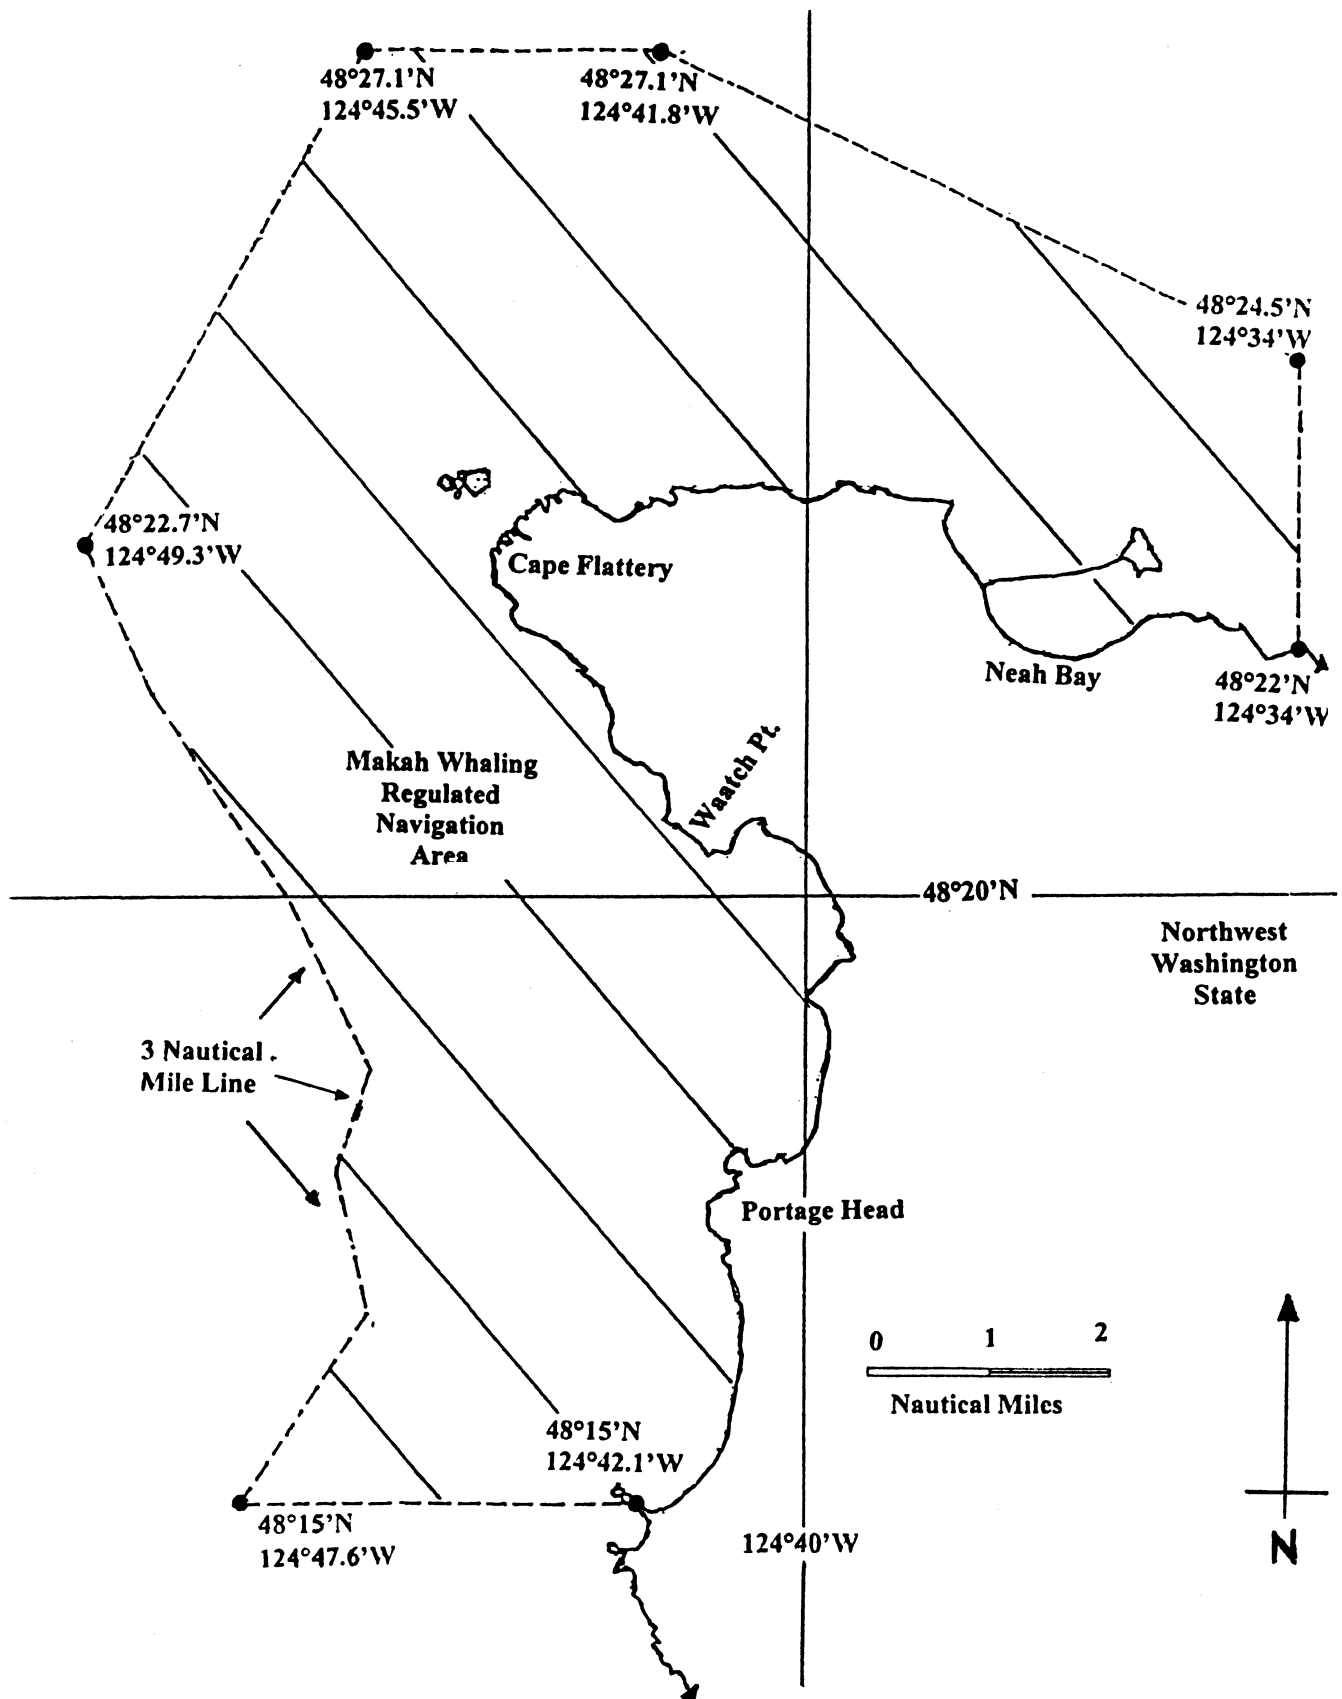 48°27.1'N
124°45.5'W
48°27.1'N
124°41.8'W
48°24.5'N
124°34'W
48°22.7'N
124°49.3'W
Cape Flattery
Neah Bay
48°22'N
124°34'W
Waatch Pt.
Makah Whaling
Regulated
Navigation
Area
48°20'N
Northwest
Washington
State
3 Nautical
Mile Line
Portage Head
0 1 2
Nautical Miles
48°15'N
124°42.1'W
48°15'N
124°47.6'W
124°40'W
N